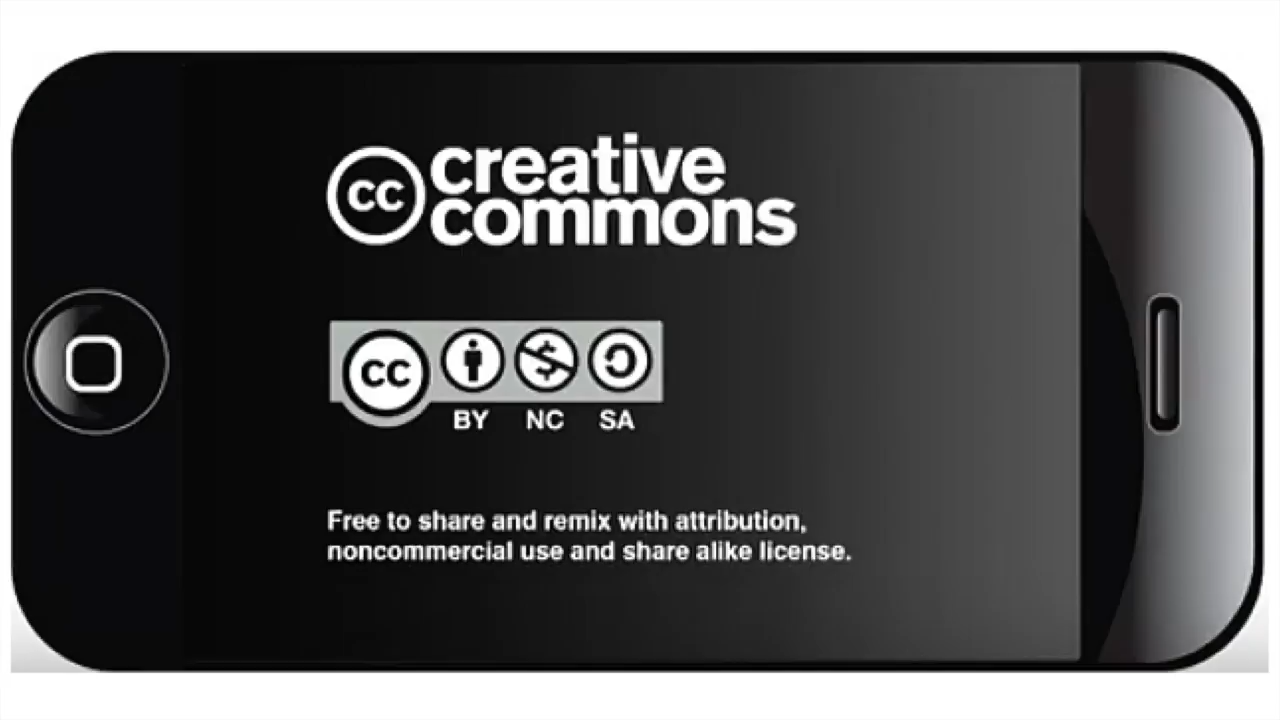 cc creative
commons
cc
BY NC SA
Free to share and remix with attribution,
noncommercial use and share alike license.